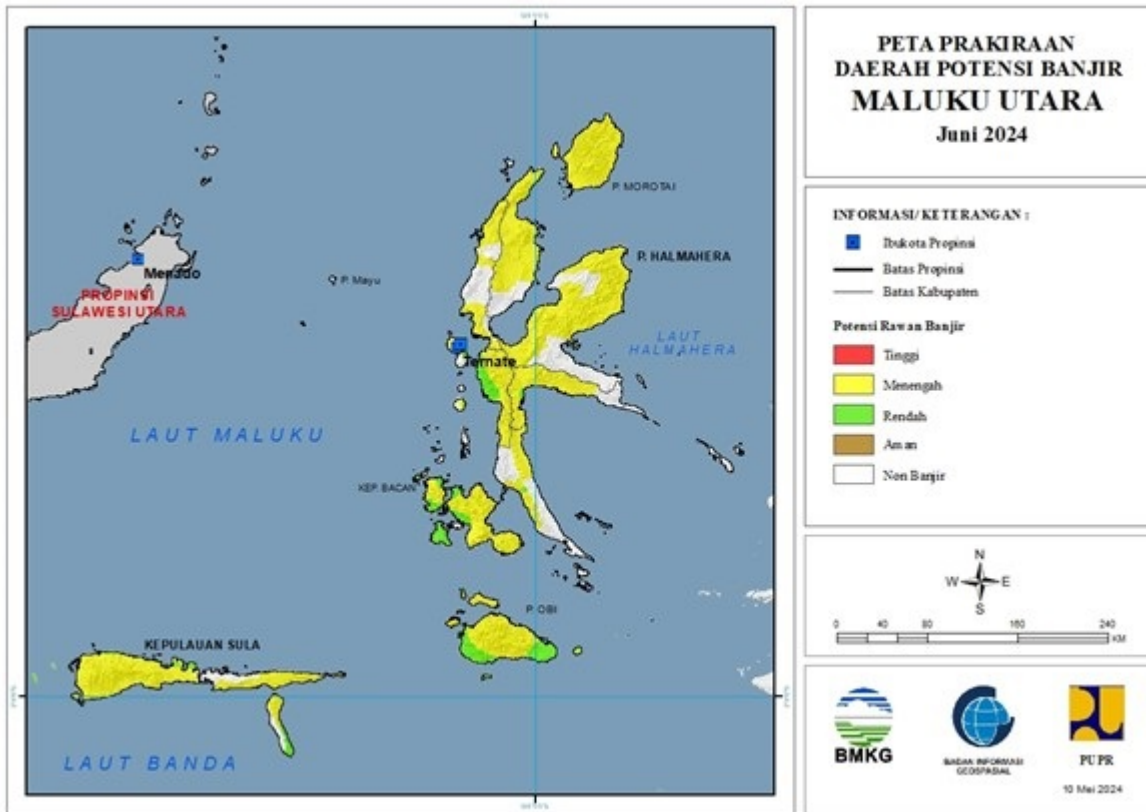 PETA PRAKIRAAN
DAERAH POTENSI BANJIR
MALUKU UTARA
Juni 2024
P. MOROTAI
P. HALMAHERA
Menado
P. Mayu
PROPINSI
SULAWESI UTARA
LAUT
HALMAHERA
Ternate
LAUT MALUKU
KEP. BACAN
P. OBI
KEPULAUAN SULA
LAUT BANDA
INFORMASI/ KETERANGAN :
Ibukota Propinsi
Batas Propinsi
Batas Kabupaten
Potensi Rawan Banjir
Tinggi
Menengah
Rendah
Aman
Non Banjir
N
W E
S
0 40 80 160 240
KM
BMKG
BADAN INFORMASI
GEOSPASIAL
PUPR
10 Mei 2024